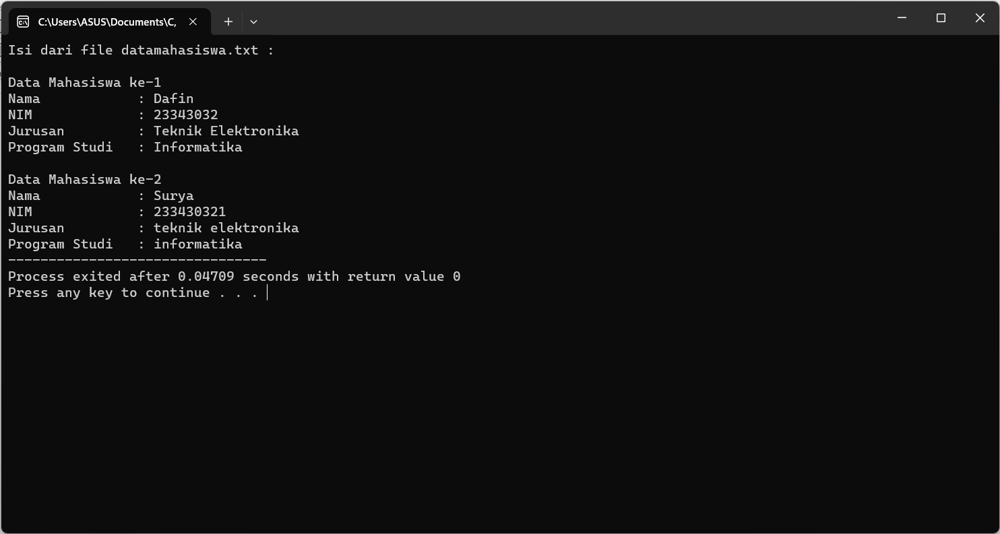 C:\Users\ASUS\Documents\C,
Isi dari file datamahasiswa.txt :
Data Mahasiswa ke-1
Nama            : Dafin
NIM             : 23343032
Jurusan         : Teknik Elektronika
Program Studi   : Informatika
Data Mahasiswa ke-2
Nama            : Surya
NIM             : 233430321
Jurusan         : teknik elektronika
Program Studi   : informatika
--------------------------------
Process exited after 0.04709 seconds with return value 0
Press any key to continue . . .